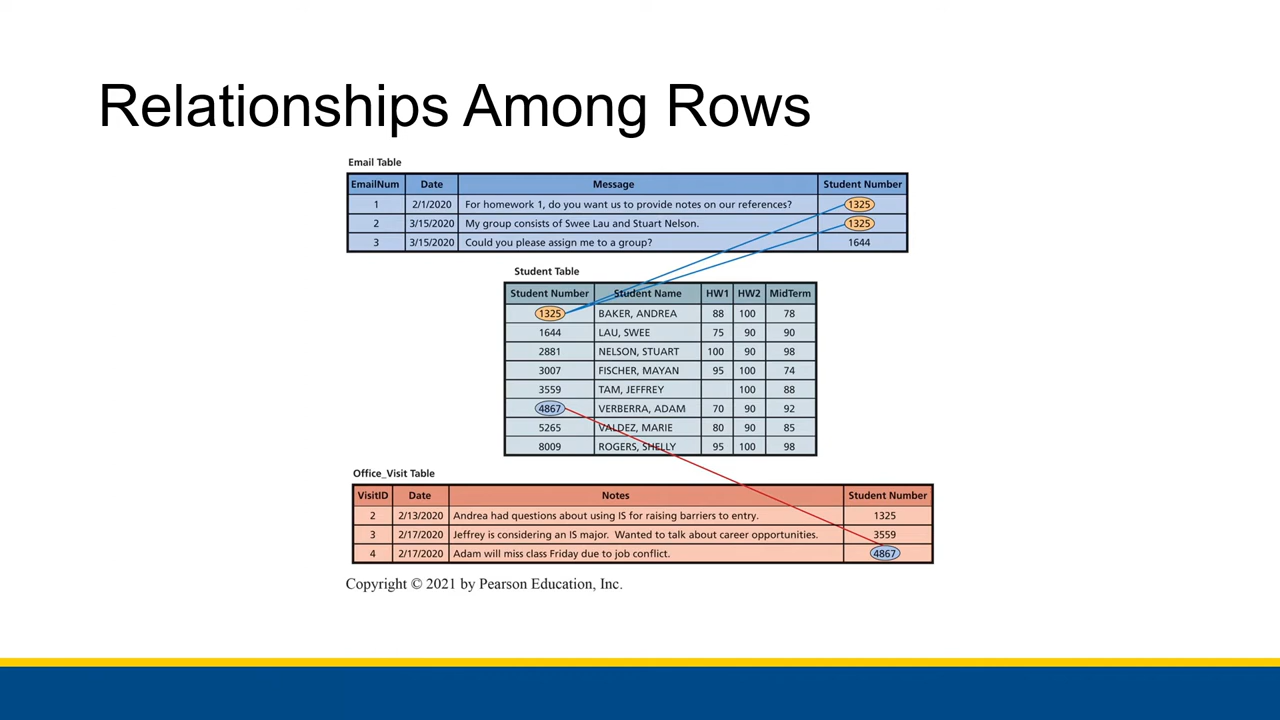 Relationships Among Rows
Email Table
EmailNum Date Message Student Number
1 2/1/2020 For homework 1, do you want us to provide notes on our references? 1325
2 3/15/2020 My group consists of Swee Lau and Stuart Nelson. 1325
3 3/15/2020 Could you please assign me to a group? 1644
Student Table
Student Number Student Name HW1 HW2 MidTerm
1325 BAKER, ANDREA 88 100 78
1644 LAU, SWEE 75 90 90
2881 NELSON, STUART 100 90 98
3007 FISCHER, MAYAN 95 100 74
3559 TAM, JEFFREY 100 88
4867 VERBERRA, ADAM 70 90 92
5265 VALDEZ, MARIE 80 90 85
8009 ROGERS, SHELLY 95 100 98
Office_Visit Table
VisitID Date Notes Student Number
2 2/13/2020 Andrea had questions about using IS for raising barriers to entry. 1325
3 2/17/2020 Jeffrey is considering an IS major. Wanted to talk about career opportunities. 3559
4 2/17/2020 Adam will miss class Friday due to job conflict. 4867
Copyright © 2021 by Pearson Education, Inc.